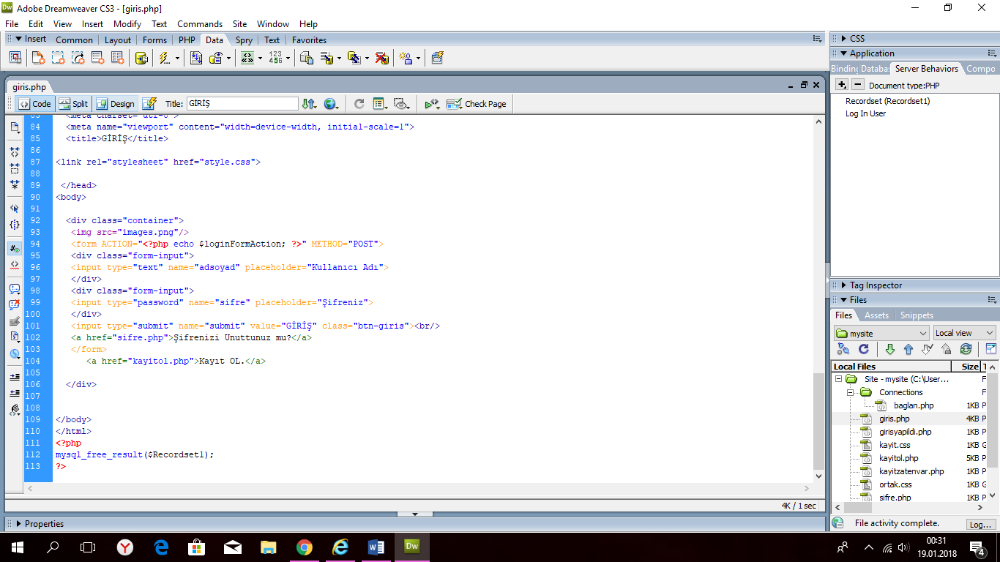 Dw Adobe Dreamweaver CS3 - [giris.php]
File Edit View Insert Modify Text Commands Site Window Help
Insert Common Layout Forms PHP Data Spry Text Favorites
giris.php
Code Split Design Title: GİRİŞ Check Page
83 <meta charset="utf-8">
84 <meta name="viewport" content="width=device-width, initial-scale=1">
85 <title>GİRİŞ</title>
86
87 <link rel="stylesheet" href="style.css">
88
89 </head>
90 <body>
91
92 <div class="container">
93 <img src="images.png"/>
94 <form ACTION="<?php echo $loginFormAction; ?>" METHOD="POST">
95 <div class="form-input">
96 <input type="text" name="adsoyad" placeholder="Kullanıcı Adı">
97 </div>
98 <div class="form-input">
99 <input type="password" name="sifre" placeholder="Şifreniz">
100 </div>
101 <input type="submit" name="submit" value="GİRİŞ" class="btn-giris"><br/>
102 <a href="sifre.php">Şifrenizi Unuttunuz mu?</a>
103 </form>
104 <a href="kayitol.php">Kayıt OL.</a>
105
106 </div>
107
108
109 </body>
110 </html>
111 <?php
112 mysql_free_result($Recordset1);
113 ?>
4K / 1 sec
Properties
CSS
Application
Bindin Databa: Server Behaviors Compo
Document type:PHP
Recordset (Recordset1)
Log In User
Tag Inspector
Files
Files Assets Snippets
mysite Local view
Local Files Size T
Site - mysite (C:\User... F
Connections F
baglan.php 1KB P
giris.php 4KB P
girisyapildi.php 1KB P
kayit.css 1KB C
kayitol.php 5KB P
kayitzatenvar.php 1KB P
ortak.css 1KB C
sifre.php 1KB P
File activity complete. Log...
Dw
00:31
19.01.2018
4